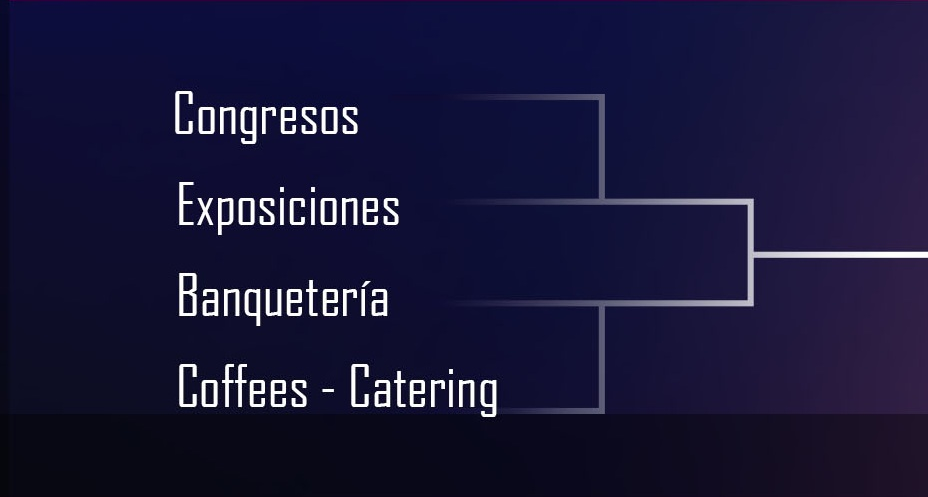 Congresos
Exposiciones
Banquetería
Coffees - Catering